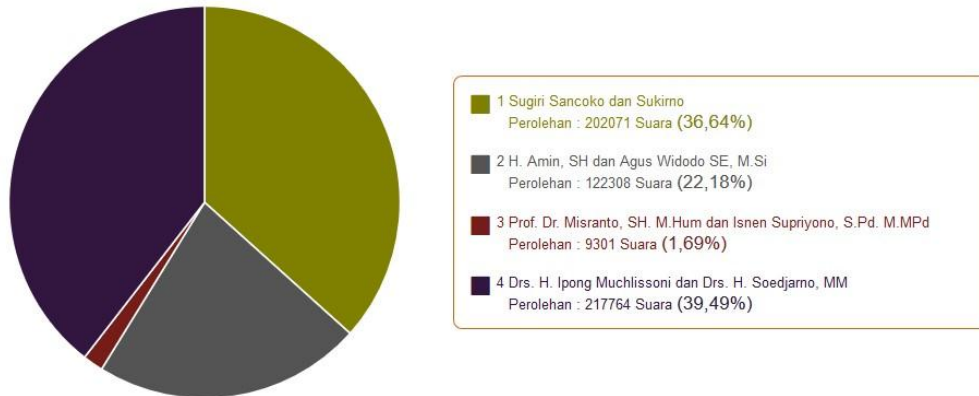 1 Sugiri Sancoko dan Sukirno
Perolehan : 202071 Suara (36,64%)
2 H. Amin, SH dan Agus Widodo SE, M.Si
Perolehan : 122308 Suara (22,18%)
3 Prof. Dr. Misranto, SH. M.Hum dan Isnen Supriyono, S.Pd. M.MPd
Perolehan : 9301 Suara (1,69%)
4 Drs. H. Ipong Muchlissoni dan Drs. H. Soedjarno, MM
Perolehan : 217764 Suara (39,49%)